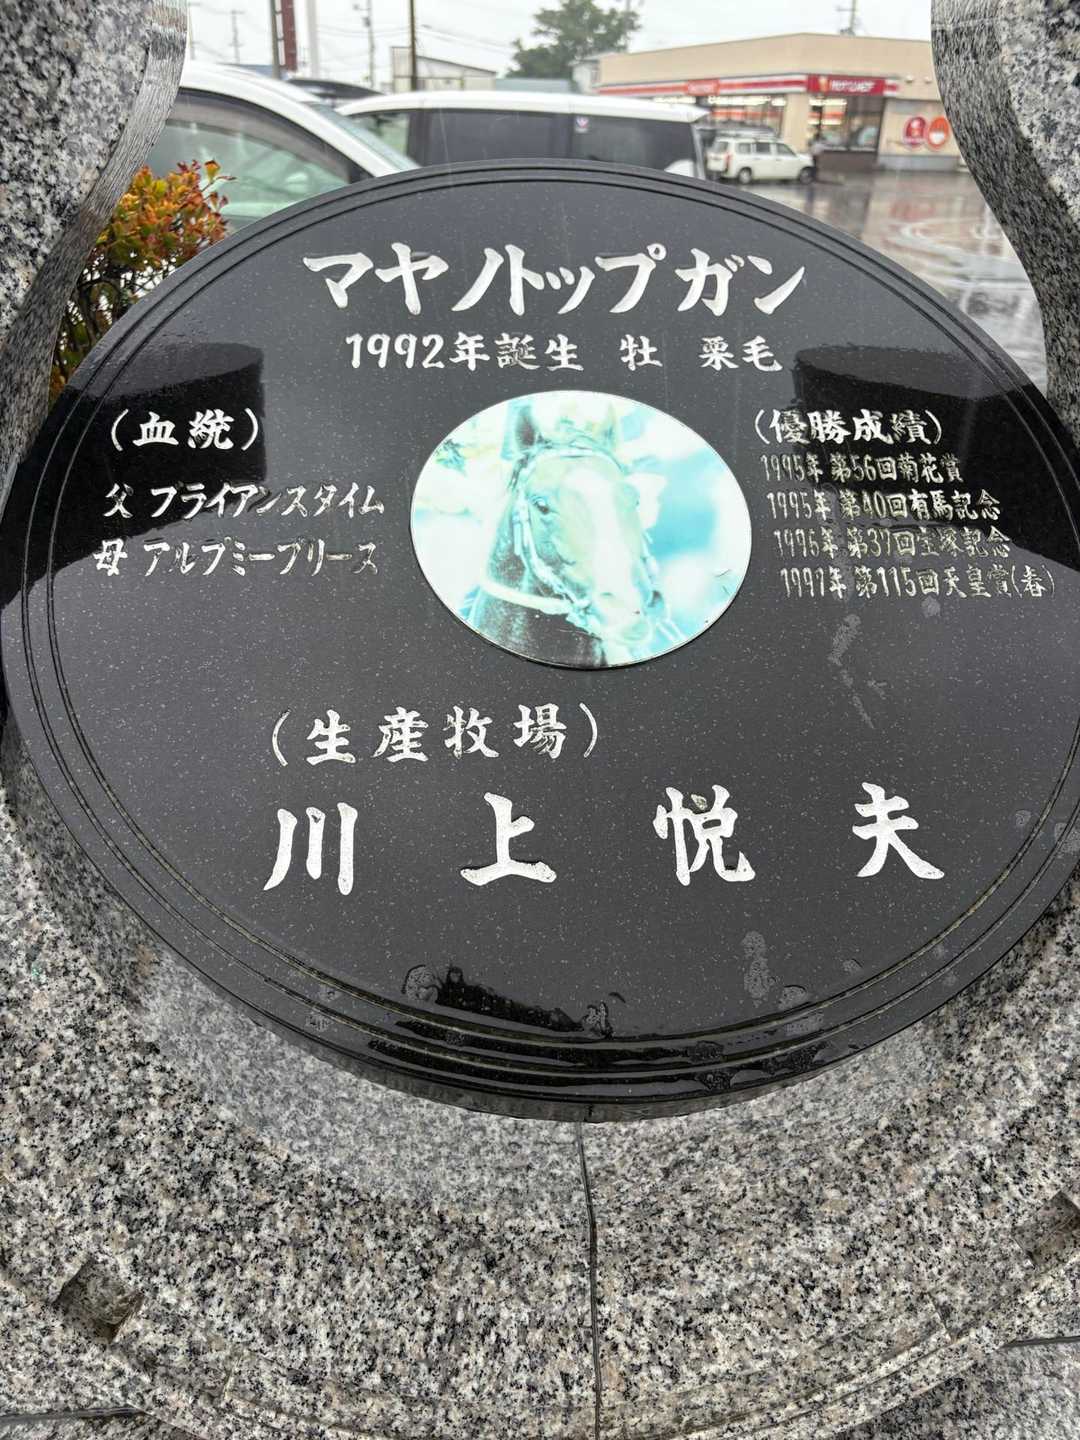 マヤノトップガン
1992年誕生 牡 栗毛
(血統)
父 ブライアンズタイム
母 アルプミープリーズ
(優勝成績)
1995年 第56回菊花賞
1995年 第40回有馬記念
1996年 第37回宝塚記念
1997年 第115回天皇賞(春)
(生産牧場)
川上悦夫